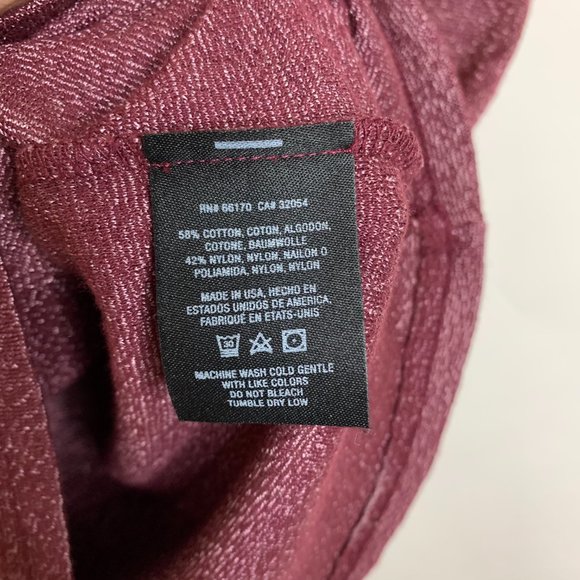 RN# 66170 CA# 32054
58% COTTON, COTON, ALGODON,
COTONE, BAUMWOLLE
42% NYLON, NYLON, NAILON O
POLIAMIDA, NYLON, NYLON
MADE IN USA, HECHO EN
ESTADOS UNIDOS DE AMERICA,
FABRIQUÉ EN ETATS-UNIS
30
MACHINE WASH COLD GENTLE
WITH LIKE COLORS
DO NOT BLEACH
TUMBLE DRY LOW